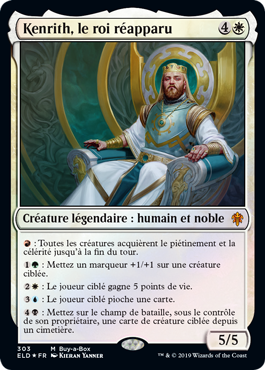 Kenrith, le roi réapparu 4
Créature légendaire : humain et noble
: Toutes les créatures acquièrent le piétinement et la
célérité jusqu'à la fin du tour.
1 : Mettez un marqueur +1/+1 sur une créature
ciblée.
2 : Le joueur ciblé gagne 5 points de vie.
3 : Le joueur ciblé pioche une carte.
4 : Mettez sur le champ de bataille, sous le contrôle
de son propriétaire, une carte de créature ciblée depuis
un cimetière.
5/5
303 M Buy-a-Box
ELD ★ FR KIERAN YANNER
™ & © 2019 Wizards of the Coast